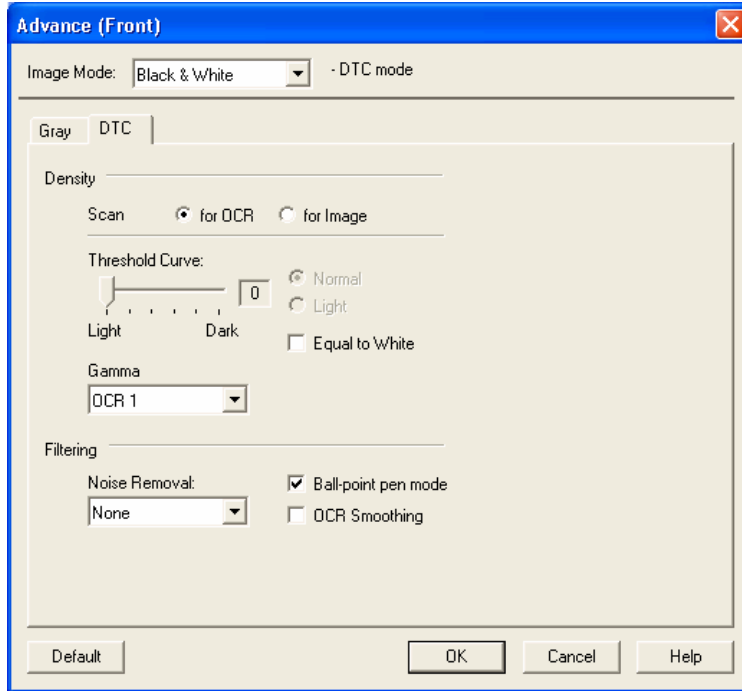 Advance (Front)
Image Mode: Black & White - DTC mode
Gray DTC
Density
Scan for OCR for Image
Threshold Curve:
0 Normal
Light
Light Dark
Equal to White
Gamma
OCR 1
Filtering
Noise Removal: Ball-point pen mode
None OCR Smoothing
Default OK Cancel Help